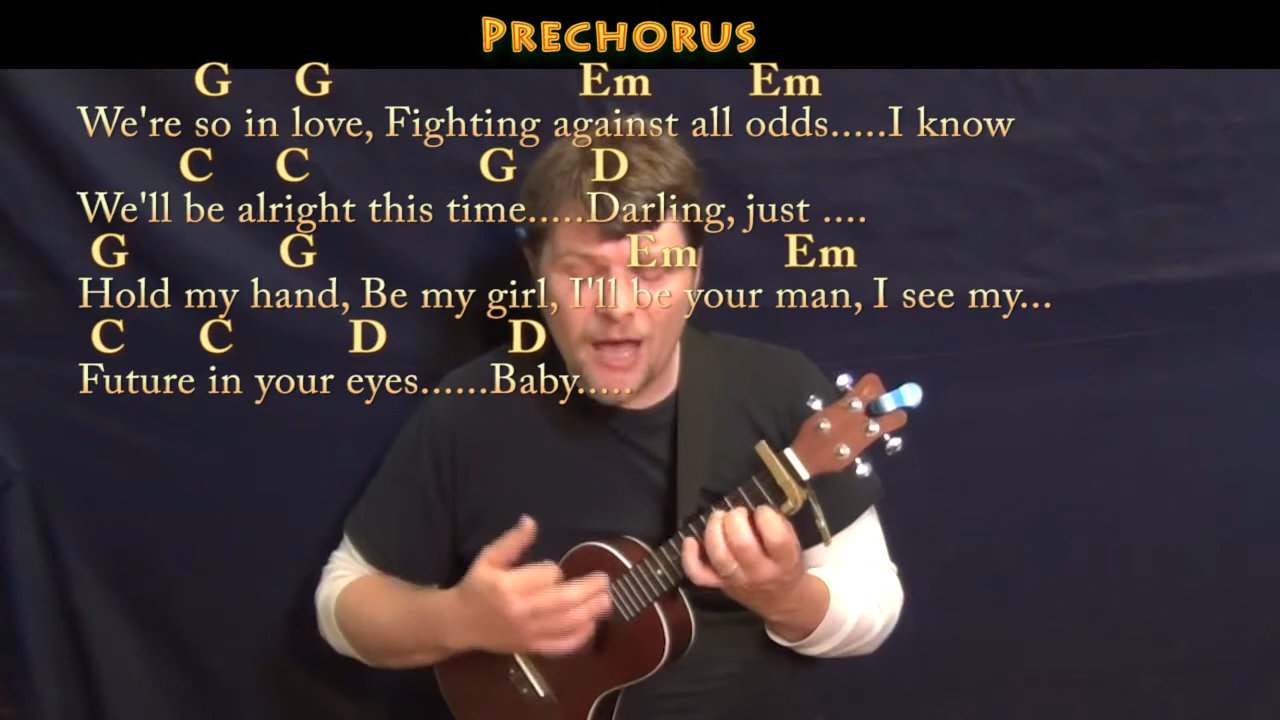 PRECHORUS
G G Em Em
We're so in love, Fighting against all odds.....I know
C C G D
We'll be alright this time.....Darling, just ....
G G Em Em
Hold my hand, Be my girl, I'll be your man, I see my...
C C D D
Future in your eyes......Baby.....